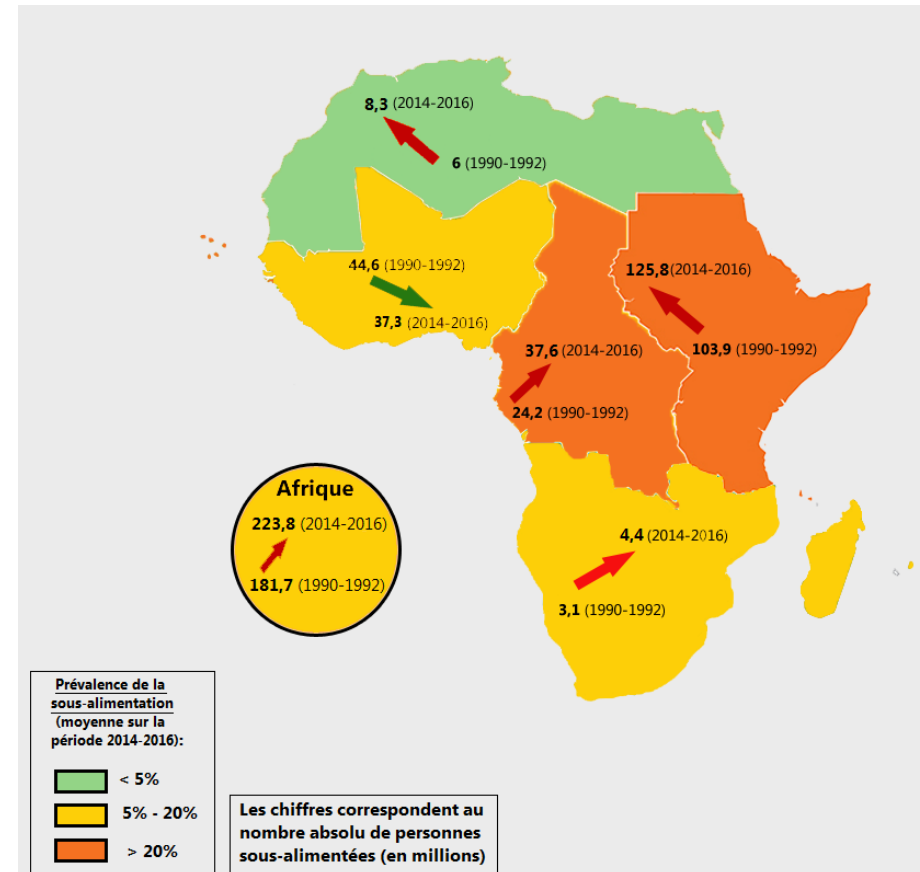 8,3 (2014-2016)
6 (1990-1992)
44,6 (1990-1992)
37,3 (2014-2016)
125,8 (2014-2016)
103,9 (1990-1992)
37,6 (2014-2016)
24,2 (1990-1992)
4,4 (2014-2016)
3,1 (1990-1992)
Afrique
223,8 (2014-2016)
181,7 (1990-1992)
Prévalence de la
sous-alimentation
(moyenne sur la
période 2014-2016):
< 5%
5% - 20%
> 20%
Les chiffres correspondent au
nombre absolu de personnes
sous-alimentées (en millions)